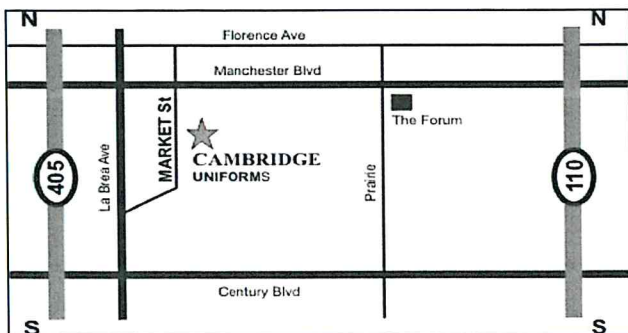 N
N
Florence Ave
Manchester Blvd
MARKET St
The Forum
CAMBRIDGE
UNIFORMS
405
La Brea Ave
Prairie
110
Century Blvd
S
S